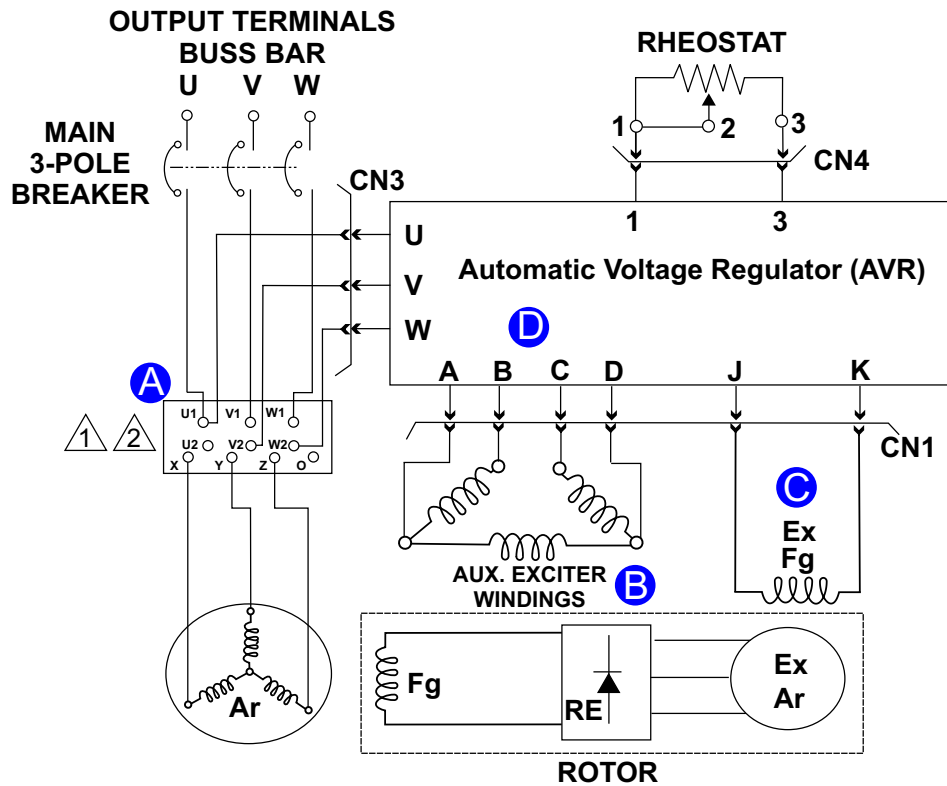 OUTPUT TERMINALS
BUSS BAR
U V W
RHEOSTAT
1 2 3
MAIN
3-POLE
BREAKER
CN3
CN4
1 3
U
Automatic Voltage Regulator (AVR)
V
W
D
A B C D J K
A
U1 V1 W1
1 2
U2 V2 W2
X Y Z O
CN1
C
Ex
Fg
AUX. EXCITER
WINDINGS
B
Ar
Fg
RE
Ex
Ar
ROTOR